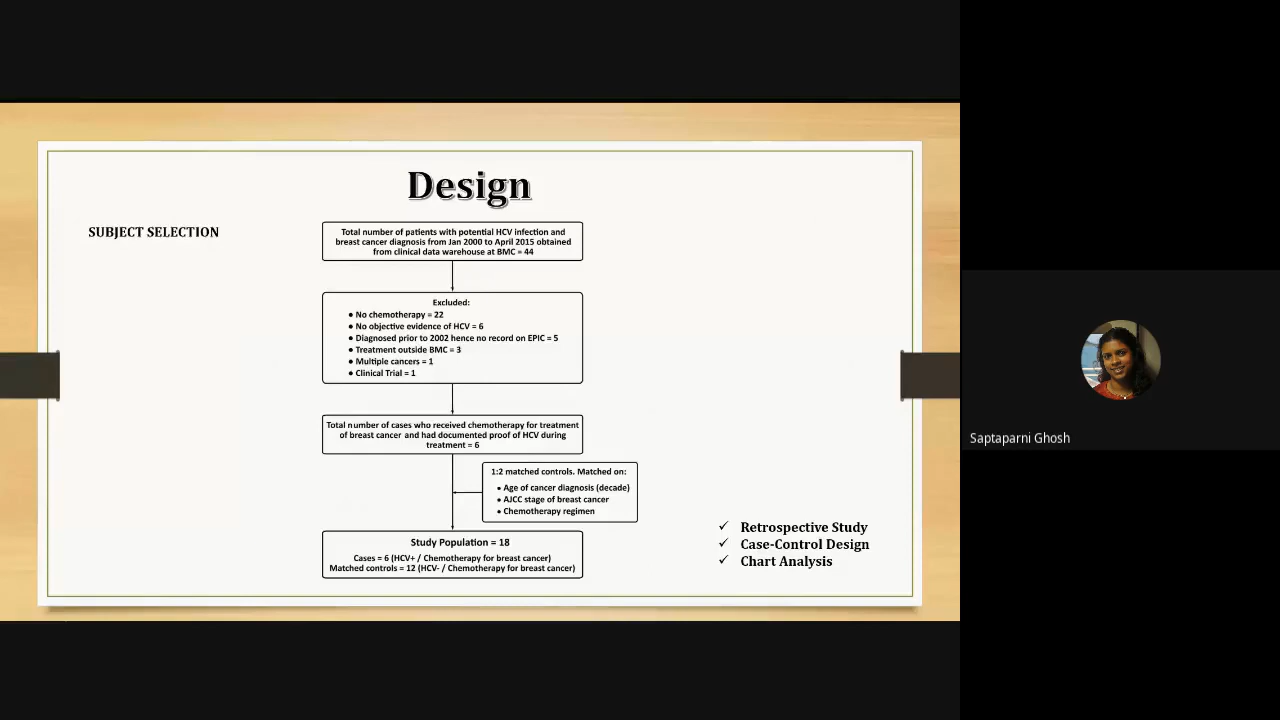 Design
SUBJECT SELECTION
Total number of patients with potential HCV infection and
breast cancer diagnosis from Jan 2000 to April 2015 obtained
from clinical data warehouse at BMC = 44
Excluded:
● No chemotherapy = 22
● No objective evidence of HCV = 6
● Diagnosed prior to 2002 hence no record on EPIC = 5
● Treatment outside BMC = 3
● Multiple cancers = 1
● Clinical Trial = 1
Total number of cases who received chemotherapy for treatment
of breast cancer and had documented proof of HCV during
treatment = 6
1:2 matched controls. Matched on:
• Age of cancer diagnosis (decade)
• AJCC stage of breast cancer
• Chemotherapy regimen
Study Population = 18
Cases = 6 (HCV+ / Chemotherapy for breast cancer)
Matched controls = 12 (HCV- / Chemotherapy for breast cancer)
✓ Retrospective Study
✓ Case-Control Design
✓ Chart Analysis
Saptaparni Ghosh